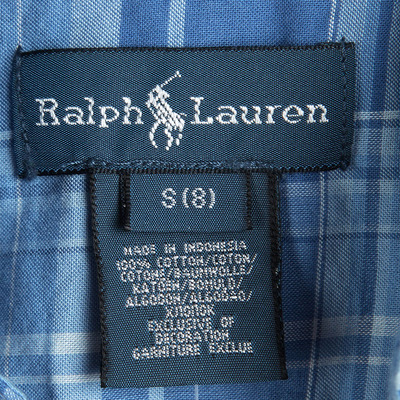 Ralph Lauren
S (8)
MADE IN INDONESIA
100% COTTON/COTON/
COTONE/BAUMWOLLE/
KATOEN/BOMULD/
ALGODON/ALGODAO/
ХЛОПОК
EXCLUSIVE OF
DECORATION
GARNITURE EXCLUE